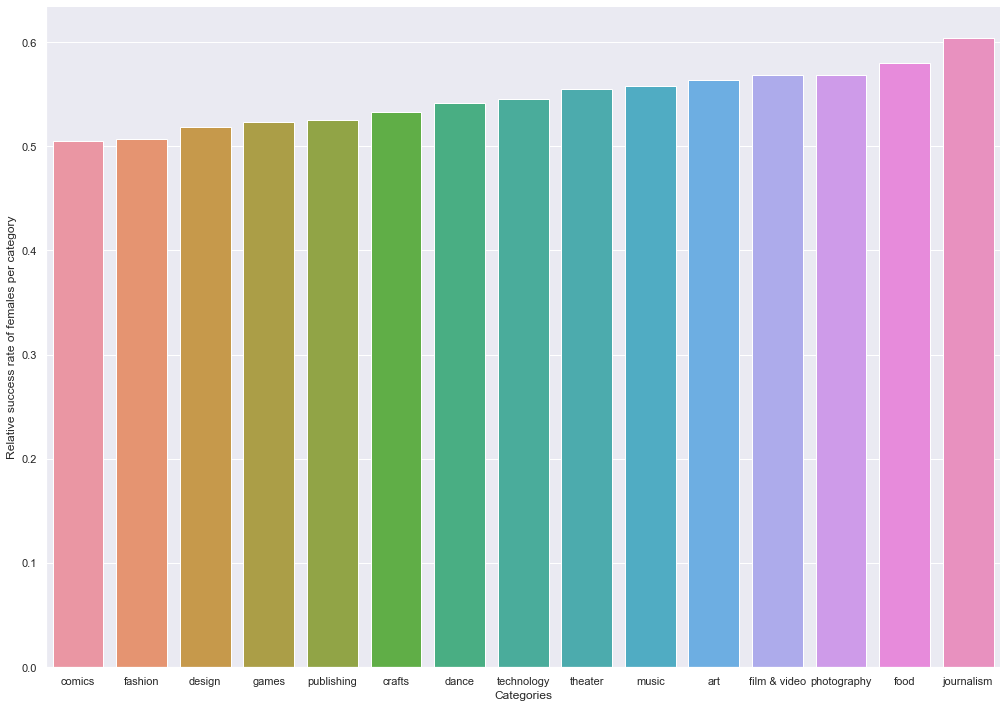 Relative success rate of females per category
0.6
0.5
0.4
0.3
0.2
0.1
0.0
comics fashion design games publishing crafts dance technology theater music art film & video photography food journalism
Categories